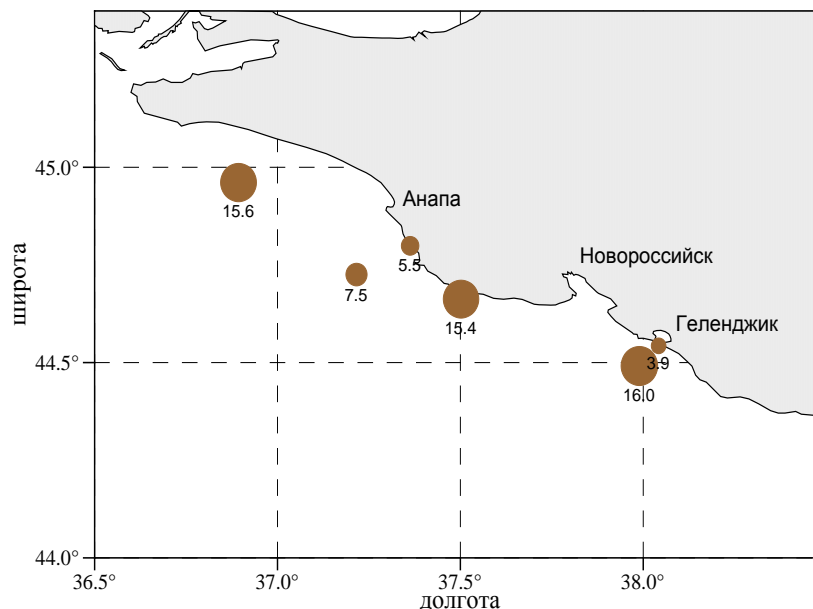 45.0°
44.5°
44.0°
36.5°
37.0°
37.5°
38.0°
широта
долгота
Анапа
Новороссийск
Геленджик
15.6
7.5
5.5
15.4
3.9
16.0